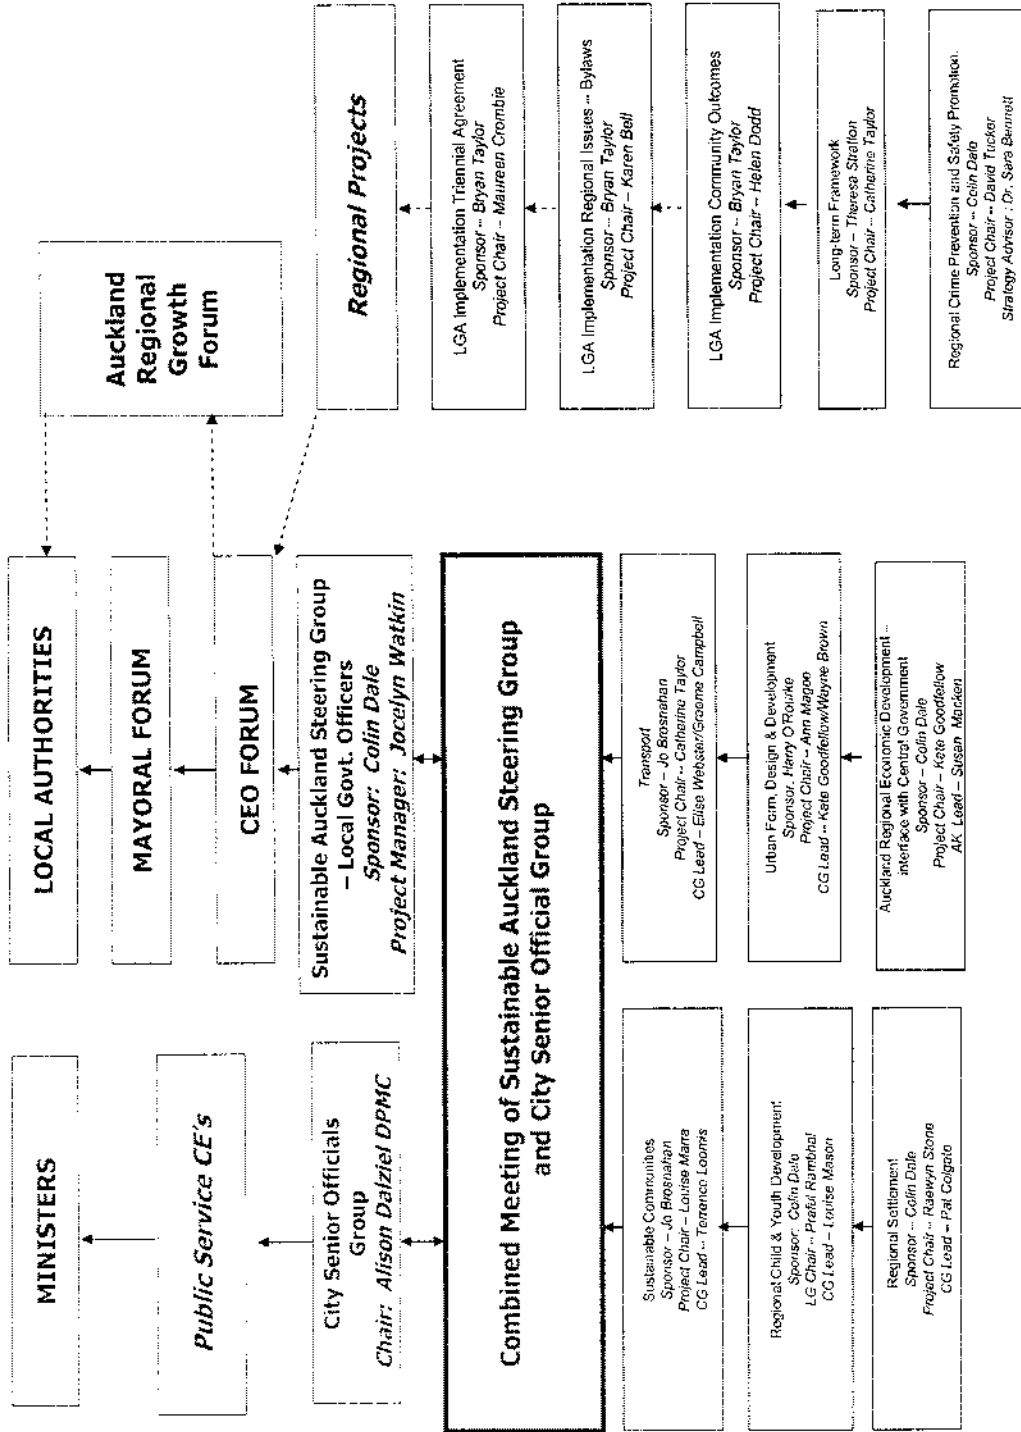 MINISTERS
Public Service CE's
City Senior Officials
Group
Chair: Alison Dalziel DPMC
LOCAL AUTHORITIES
MAYORAL FORUM
CEO FORUM
Sustainable Auckland Steering Group
– Local Govt. Officers
Sponsor: Colin Dale
Project Manager: Jocelyn Watkin
Auckland
Regional
Growth
Forum
Combined Meeting of Sustainable Auckland Steering Group
and City Senior Official Group
Sustainable Communities
Sponsor – Jo Brosnahan
Project Chair – Louise Marra
CG Lead – Terrence Loomis
Regional Child & Youth Development
Sponsor: Colin Dale
LG Chair – Praful Rambhai
CG Lead – Louise Mason
Regional Settlement
Sponsor – Colin Dale
Project Chair – Raewyn Stone
CG Lead – Pat Colgate
Transport
Sponsor – Jo Brosnahan
Project Chair – Catherine Taylor
CG Lead – Elise Webster/Graeme Campbell
Urban Form, Design & Development
Sponsor: Harry O'Rourke
Project Chair – Ann Magee
CG Lead – Kate Goodfellow/Wayne Brown
Auckland Regional Economic Development –
interface with Central Government
Sponsor – Colin Dale
Project Chair – Kate Goodfellow
AK. Lead – Susan Macken
Regional Projects
LGA Implementation Triennial Agreement
Sponsor – Bryan Taylor
Project Chair – Maureen Crombie
LGA Implementation Regional Issues – Bylaws
Sponsor – Bryan Taylor
Project Chair – Karen Bell
LGA Implementation Community Outcomes
Sponsor – Bryan Taylor
Project Chair – Helen Dodd
Long-term Framework
Sponsor – Theresa Stratton
Project Chair – Catherine Taylor
Regional Crime Prevention and Safety Promotion.
Sponsor – Colin Dale
Project Chair – David Tucker
Strategy Advisor : Dr. Sara Bennett